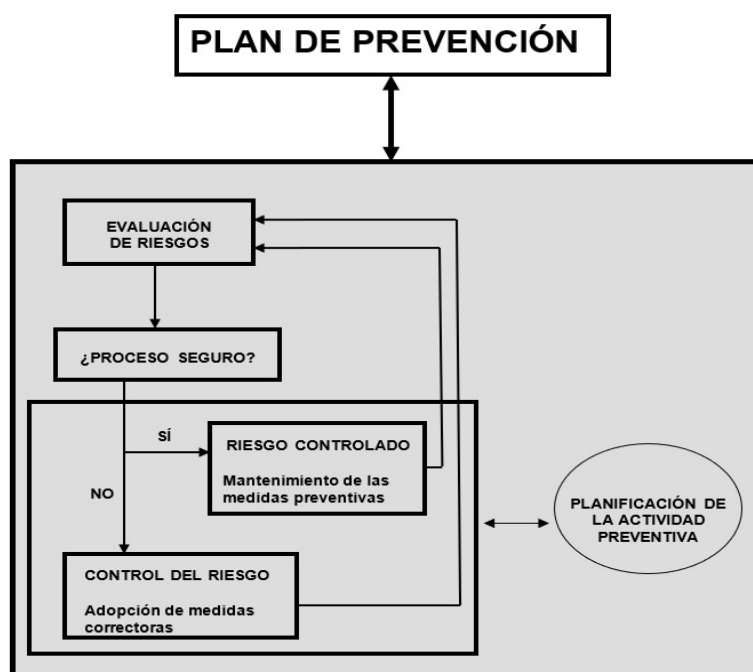 PLAN DE PREVENCIÓN
EVALUACIÓN
DE RIESGOS
¿PROCESO SEGURO?
SÍ
RIESGO CONTROLADO
Mantenimiento de las
medidas preventivas
NO
CONTROL DEL RIESGO
Adopción de medidas
correctoras
PLANIFICACIÓN DE
LA ACTIVIDAD
PREVENTIVA